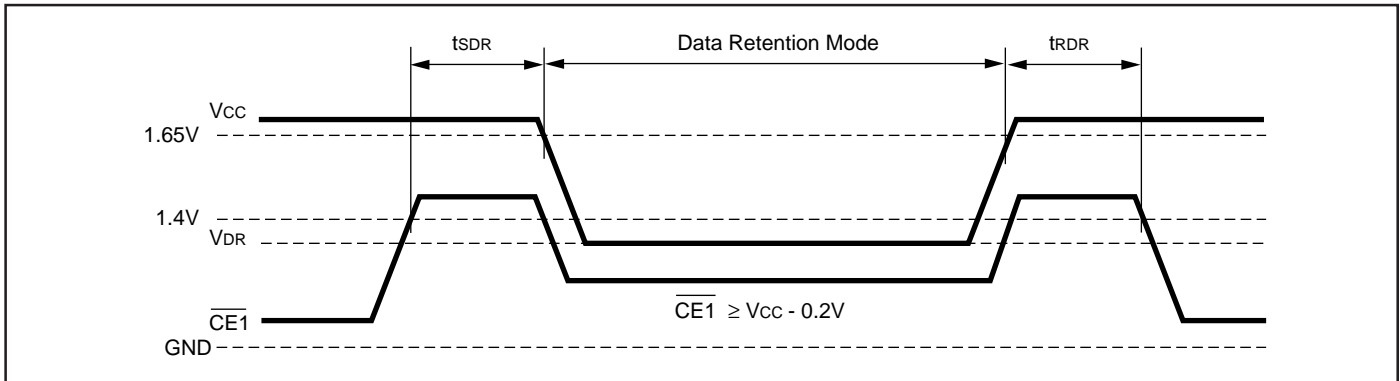 tSDR Data Retention Mode tRDR
VCC
1.65V
1.4V
VDR
CE1 ≥ VCC - 0.2V
CE1
GND